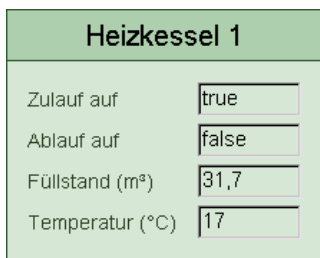 Heizkessel 1
Zulauf auf true
Ablauf auf false
Füllstand (m³) 31,7
Temperatur (°C) 17